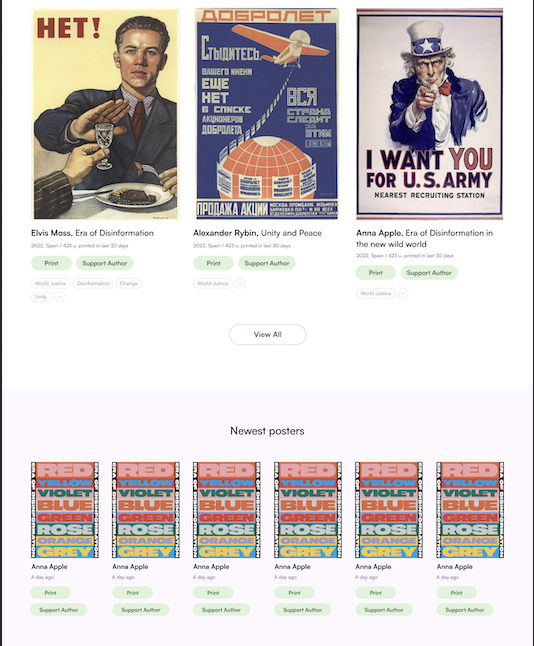 НЕТ!
ДОБРОЛЕТ
Стыдитесь,
ВАШЕГО ИМЕНИ
ЕЩЕ
НЕТ
В СПИСКЕ
АКЦИОНЕРОВ
ДОБРОЛЕТА
ВСЯ
СТРАНА
СЛЕДИТ
ЗА
ЭТИМ
ПРОДАЖА АКЦИЙ
I WANT YOU
FOR U.S. ARMY
NEAREST RECRUITING STATION
Elvis Moss, Era of Disinformation
2022, Spain / 423 u. printed in last 30 days
Print
Support Author
World Justice
Disinformation
Change
Unity
Alexander Rybin, Unity and Peace
2022, Spain / 423 u. printed in last 30 days
Print
Support Author
World Justice
Anna Apple, Era of Disinformation in
the new wild world
2022, Spain / 423 u. printed in last 30 days
Print
Support Author
World Justice
View All
Newest posters
RED
YELLOW
VIOLET
BLUE
GREEN
ROSE
ORANGE
GREY
Anna Apple
A day ago
Print
Support Author
RED
YELLOW
VIOLET
BLUE
GREEN
ROSE
ORANGE
GREY
Anna Apple
A day ago
Print
Support Author
RED
YELLOW
VIOLET
BLUE
GREEN
ROSE
ORANGE
GREY
Anna Apple
A day ago
Print
Support Author
RED
YELLOW
VIOLET
BLUE
GREEN
ROSE
ORANGE
GREY
Anna Apple
A day ago
Print
Support Author
RED
YELLOW
VIOLET
BLUE
GREEN
ROSE
ORANGE
GREY
Anna Apple
A day ago
Print
Support Author
RED
YELLOW
VIOLET
BLUE
GREEN
ROSE
ORANGE
GREY
Anna Apple
A day ago
Print
Support Author